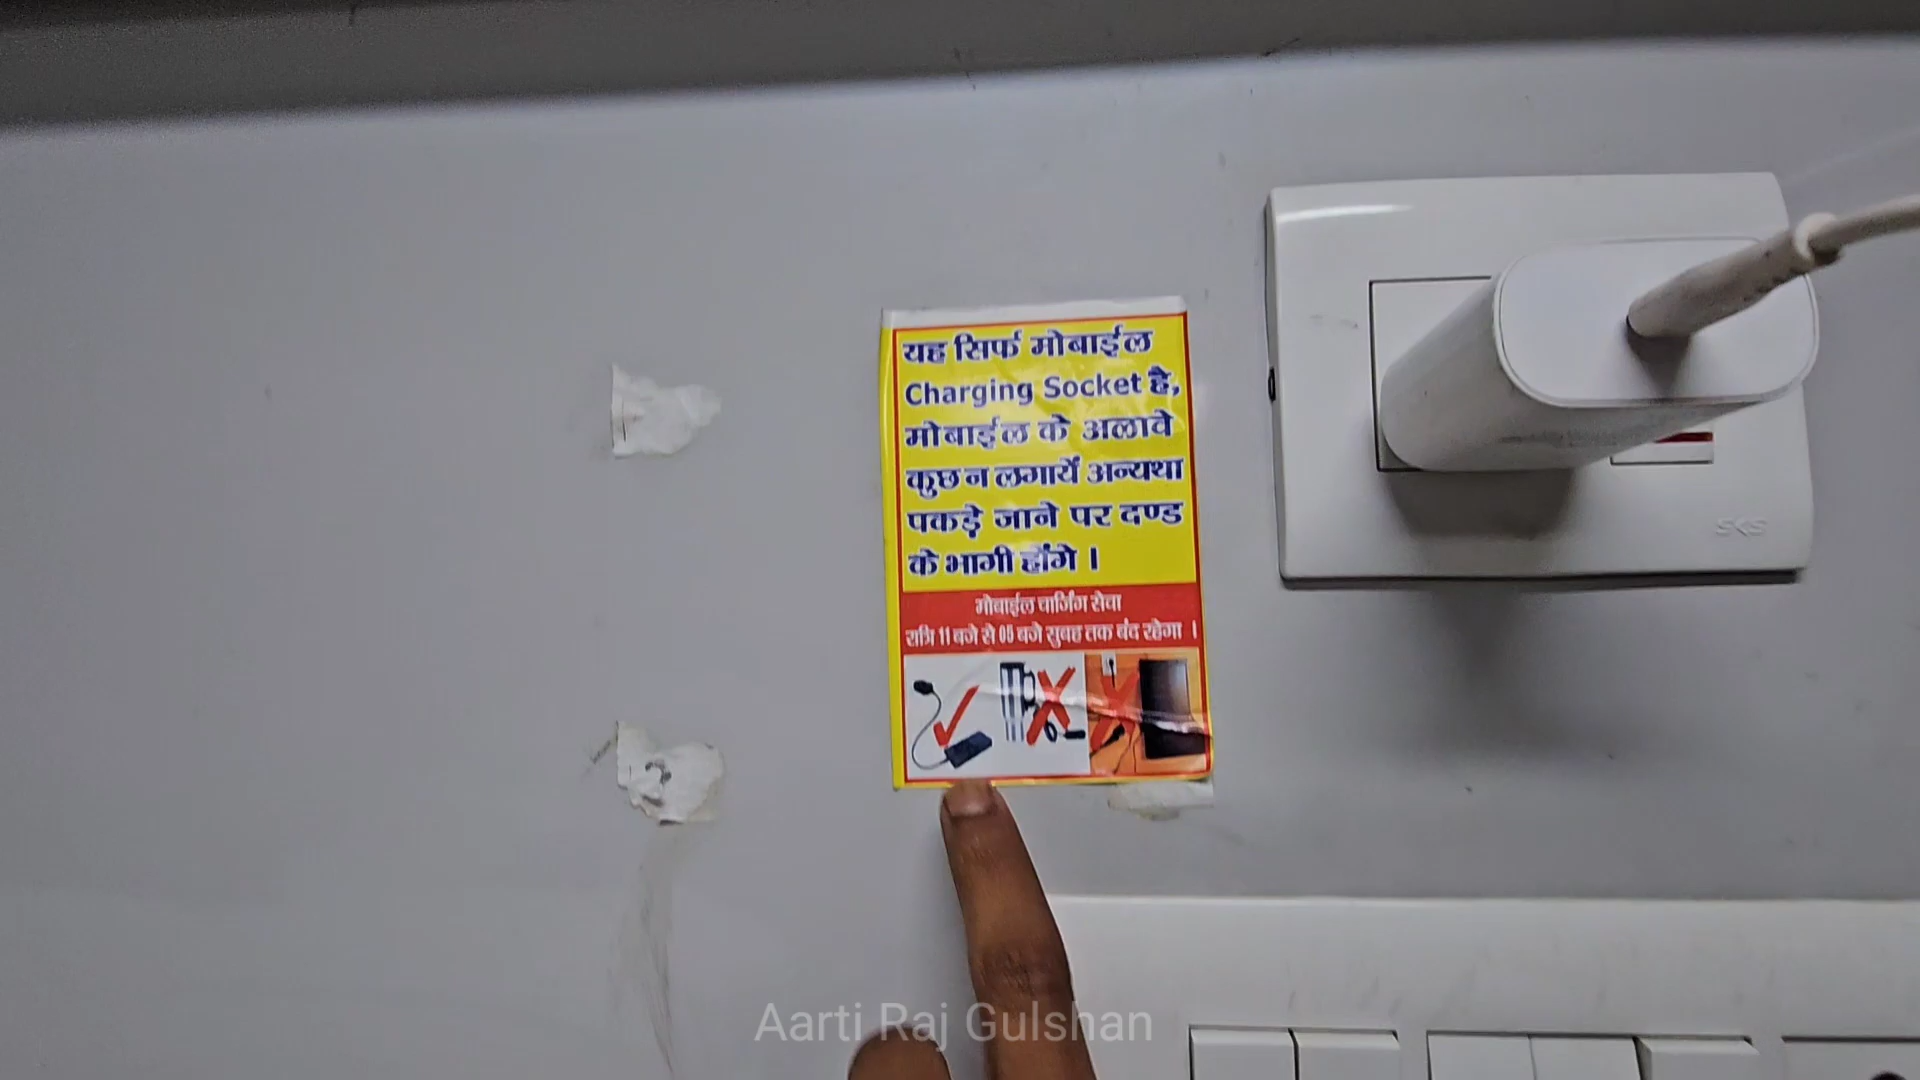 यह सिर्फ मोबाईल
Charging Socket है,
मोबाईल के अलावे
कुछ न लगायें अन्यथा
पकड़े जाने पर दण्ड
के भागी होंगे ।
मोबाईल चार्जिंग सेवा
रात्रि 11 बजे से 05 बजे सुबह तक बंद रहेगा ।
SKS
Aarti Raj Gulshan